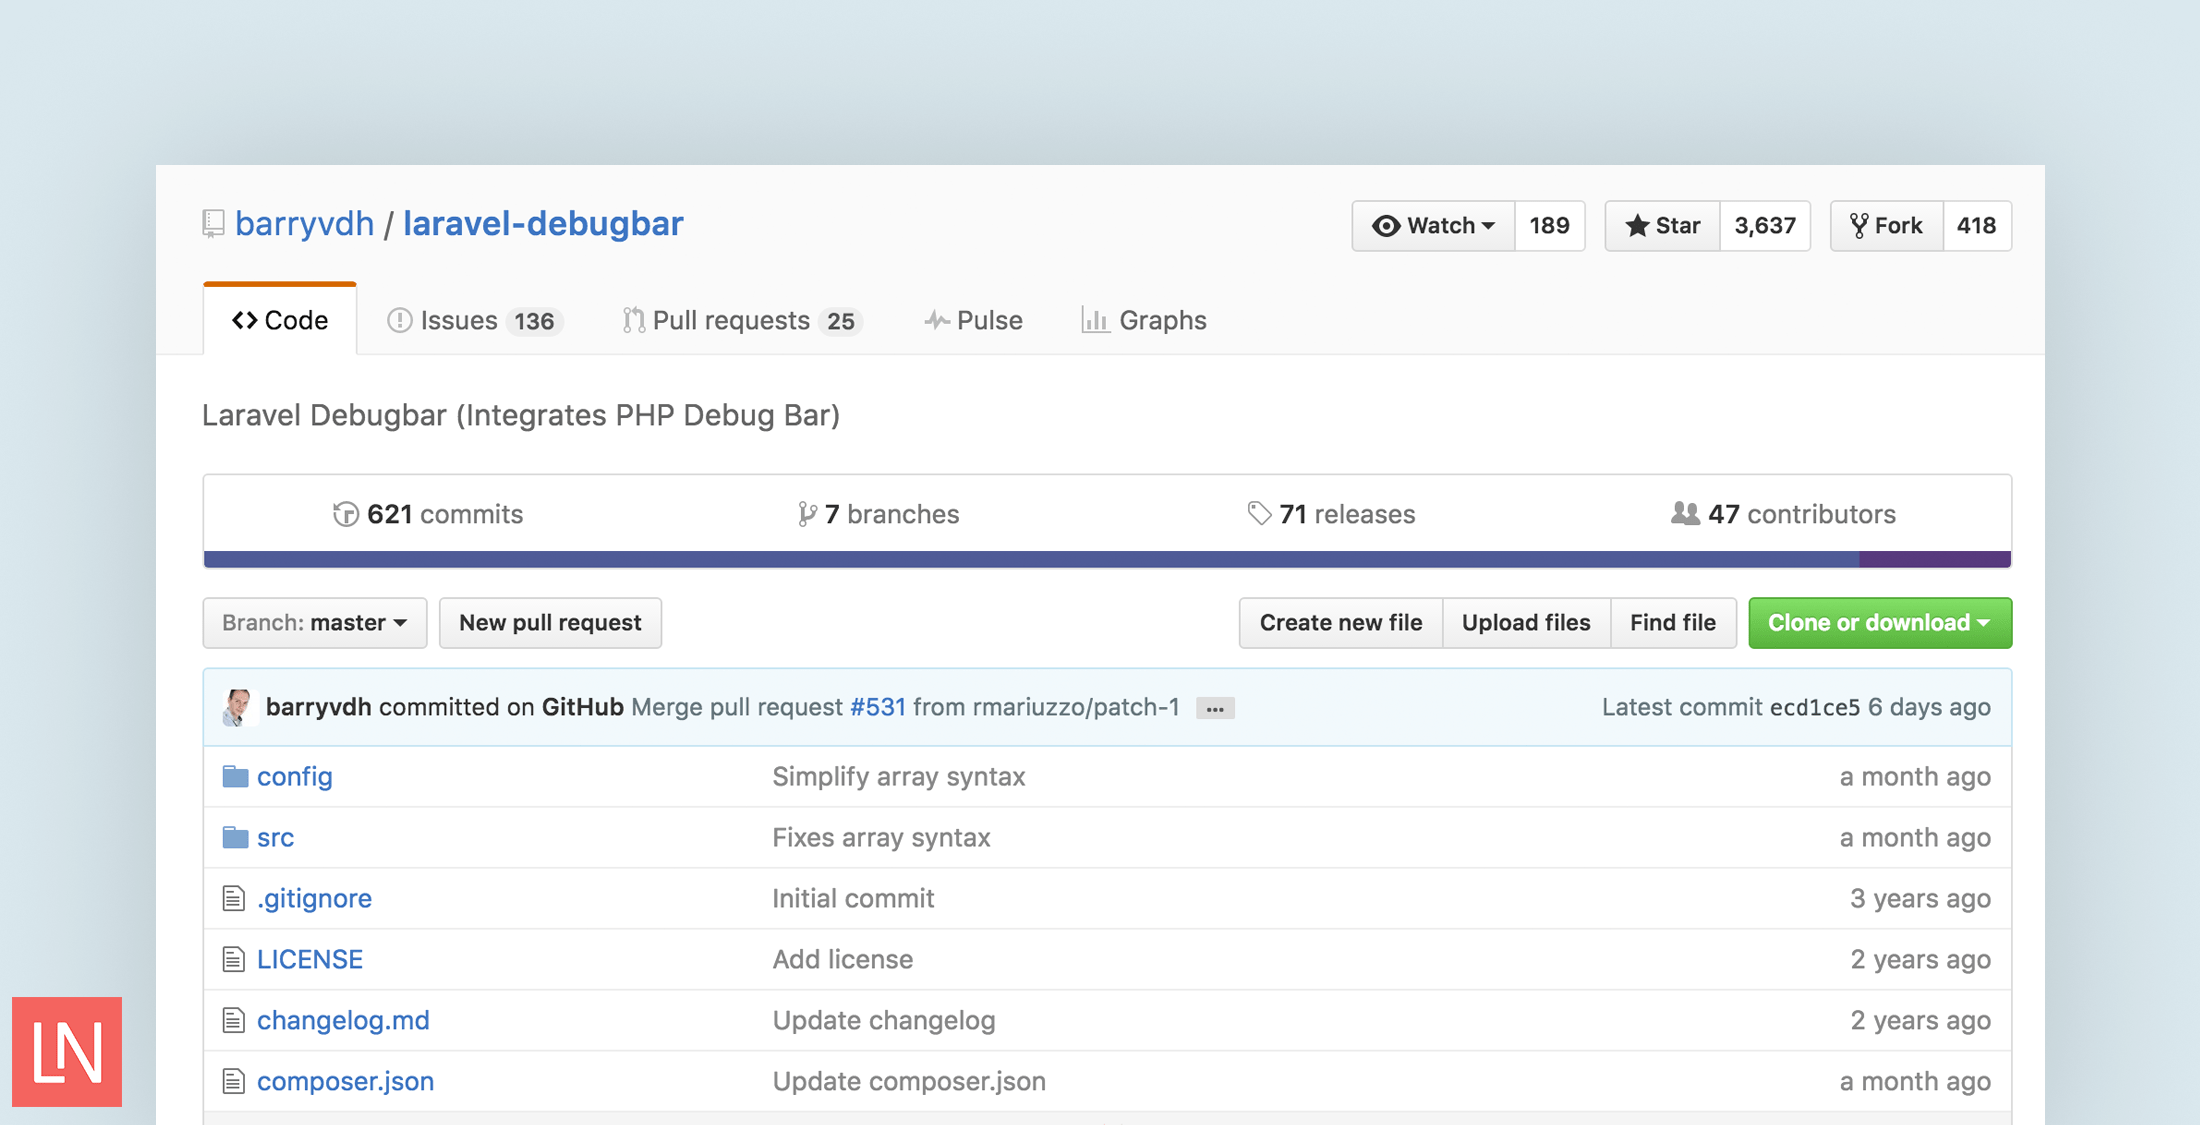 barryvdh / laravel-debugbar Watch 189 Star 3,637 Fork 418
Code Issues 136 Pull requests 25 Pulse Graphs
Laravel Debugbar (Integrates PHP Debug Bar)
621 commits 7 branches 71 releases 47 contributors
Branch: master New pull request Create new file Upload files Find file Clone or download
barryvdh committed on GitHub Merge pull request #531 from rmariuzzo/patch-1 ... Latest commit ecd1ce5 6 days ago
config Simplify array syntax a month ago
src Fixes array syntax a month ago
.gitignore Initial commit 3 years ago
LICENSE Add license 2 years ago
changelog.md Update changelog 2 years ago
composer.json Update composer.json a month ago
LN